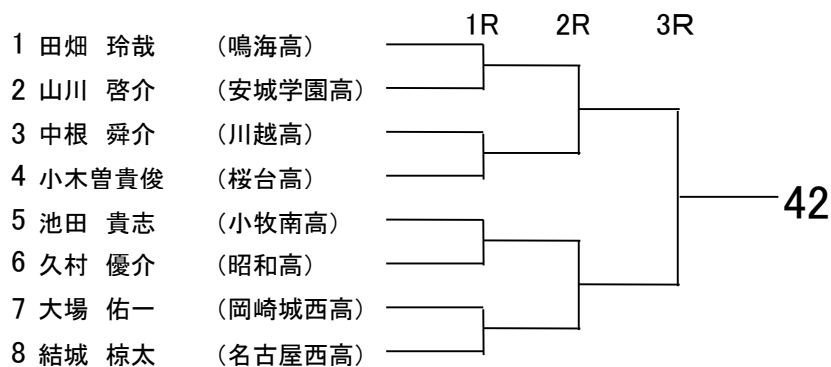 1R 2R 3R
1 田畑 玲哉 (鳴海高)
2 山川 啓介 (安城学園高)
3 中根 舜介 (川越高)
4 小木曽貴俊 (桜台高)
5 池田 貴志 (小牧南高)
6 久村 優介 (昭和高)
7 大場 佑一 (岡崎城西高)
8 結城 椋太 (名古屋西高)
42